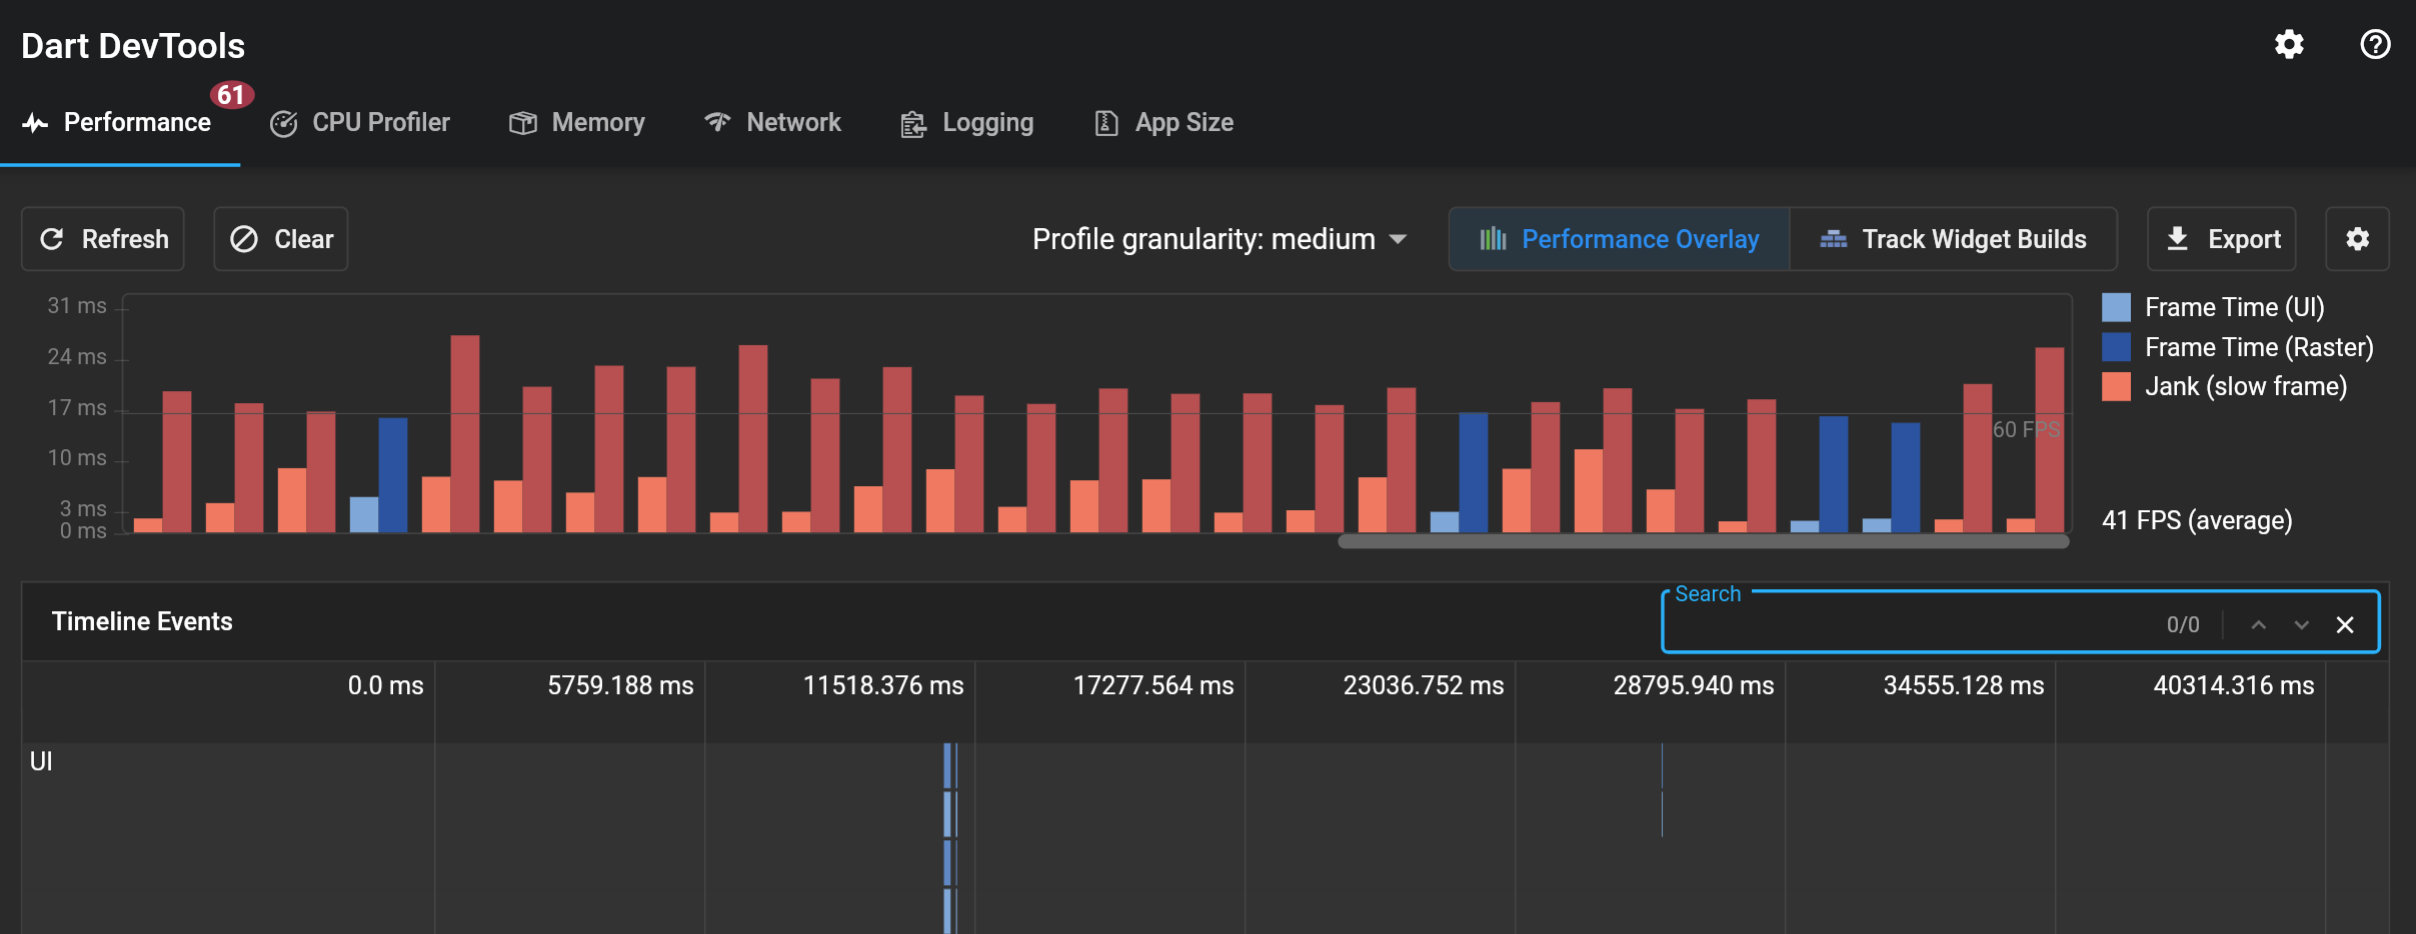 Dart DevTools
Performance 61 CPU Profiler Memory Network Logging App Size
Refresh Clear Profile granularity: medium Performance Overlay Track Widget Builds Export
31 ms
24 ms
17 ms
10 ms
3 ms
0 ms
60 FPS
Frame Time (UI)
Frame Time (Raster)
Jank (slow frame)
41 FPS (average)
Timeline Events
Search
0/0
0.0 ms 5759.188 ms 11518.376 ms 17277.564 ms 23036.752 ms 28795.940 ms 34555.128 ms 40314.316 ms
UI